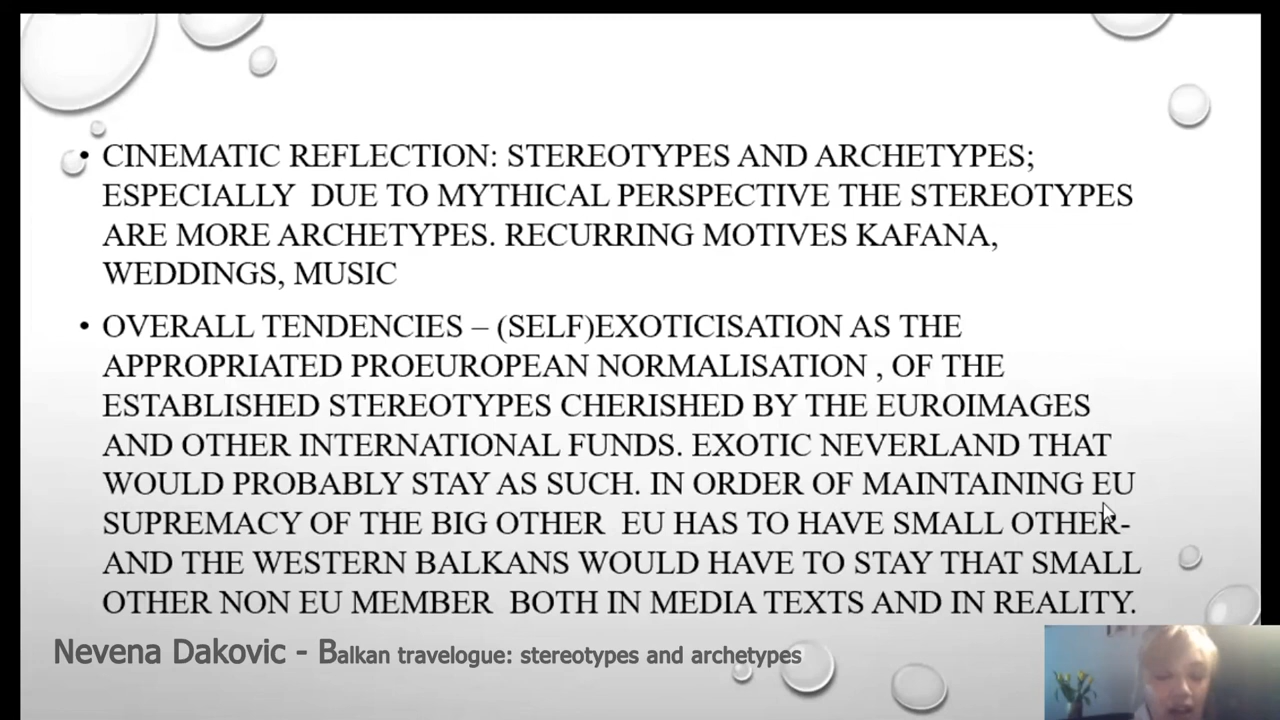 • CINEMATIC REFLECTION: STEREOTYPES AND ARCHETYPES;
ESPECIALLY DUE TO MYTHICAL PERSPECTIVE THE STEREOTYPES
ARE MORE ARCHETYPES. RECURRING MOTIVES KAFANA,
WEDDINGS, MUSIC
• OVERALL TENDENCIES – (SELF)EXOTICISATION AS THE
APPROPRIATED PROEUROPEAN NORMALISATION , OF THE
ESTABLISHED STEREOTYPES CHERISHED BY THE EUROIMAGES
AND OTHER INTERNATIONAL FUNDS. EXOTIC NEVERLAND THAT
WOULD PROBABLY STAY AS SUCH. IN ORDER OF MAINTAINING EU
SUPREMACY OF THE BIG OTHER EU HAS TO HAVE SMALL OTHER-
AND THE WESTERN BALKANS WOULD HAVE TO STAY THAT SMALL
OTHER NON EU MEMBER BOTH IN MEDIA TEXTS AND IN REALITY.
Nevena Dakovic - Balkan travelogue: stereotypes and archetypes